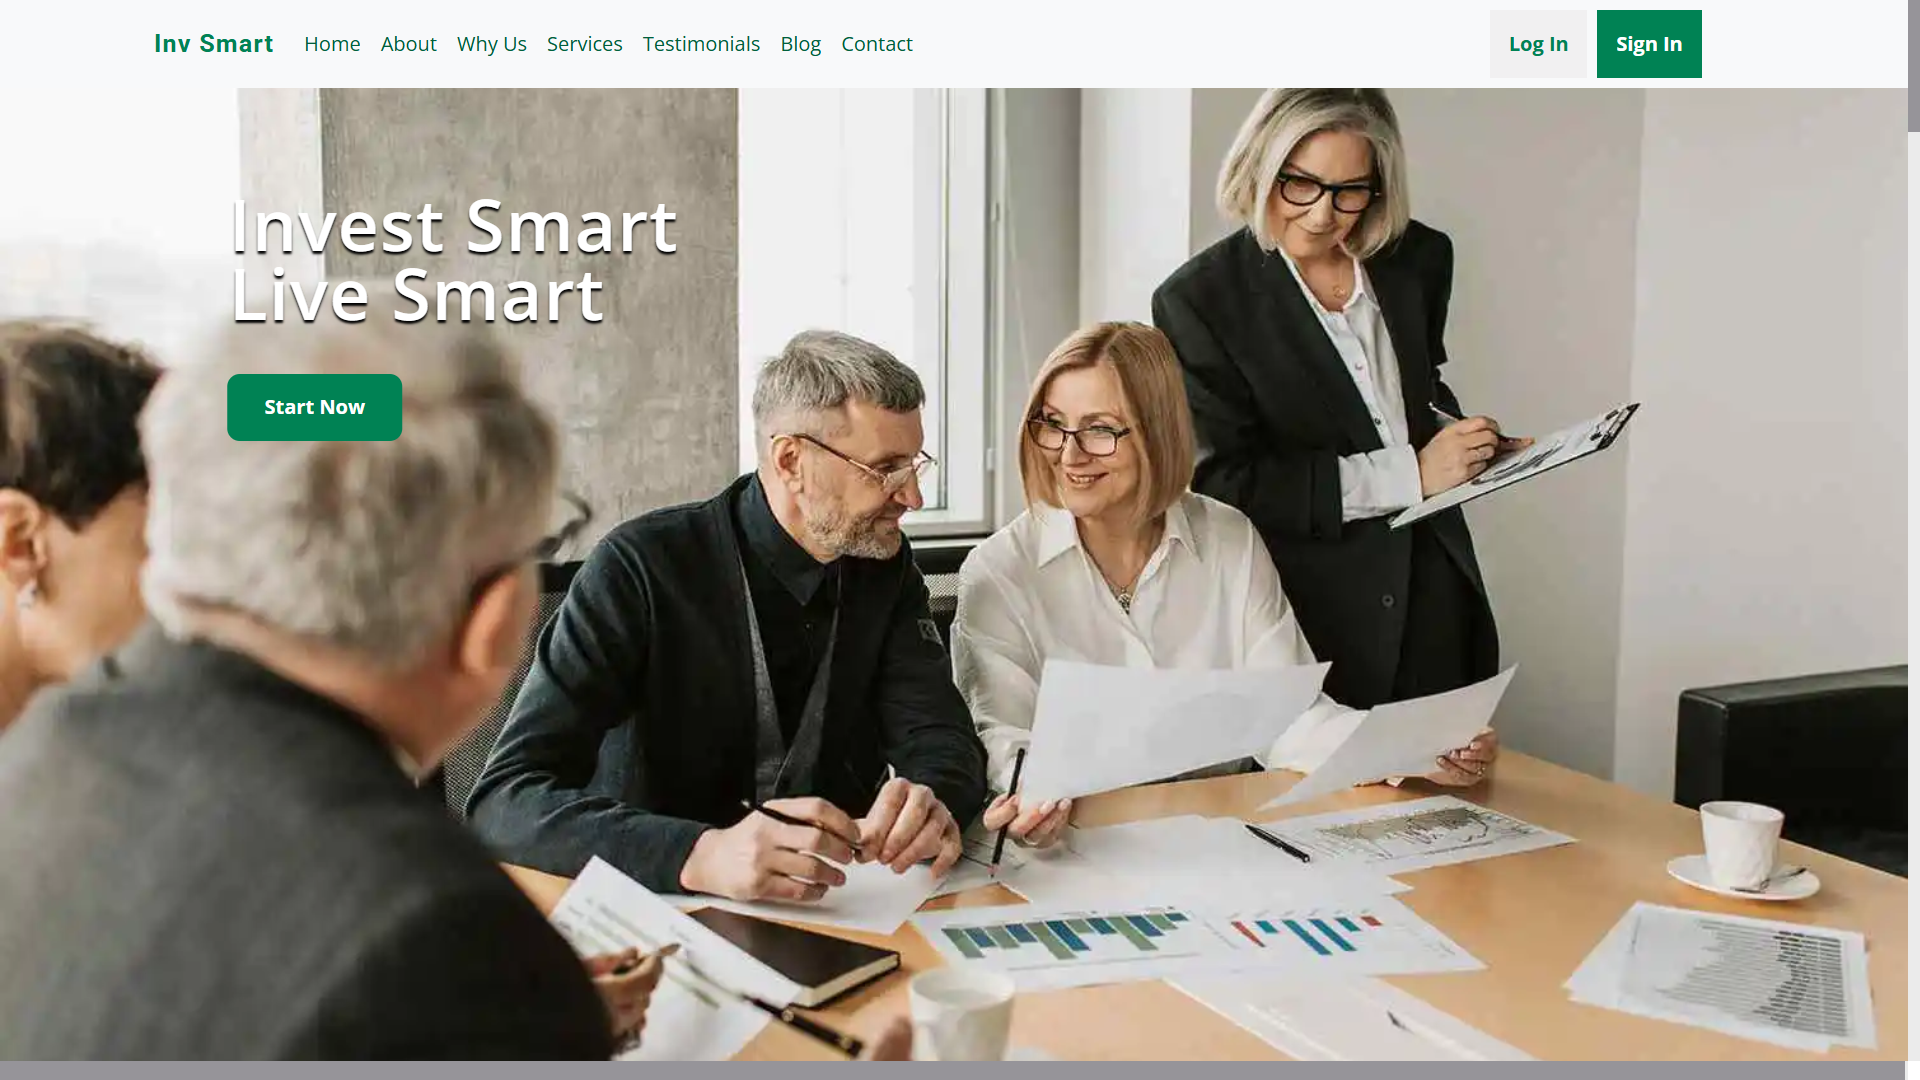 Inv Smart
Home
About
Why Us
Services
Testimonials
Blog
Contact
Log In
Sign In
Invest Smart
Live Smart
Start Now